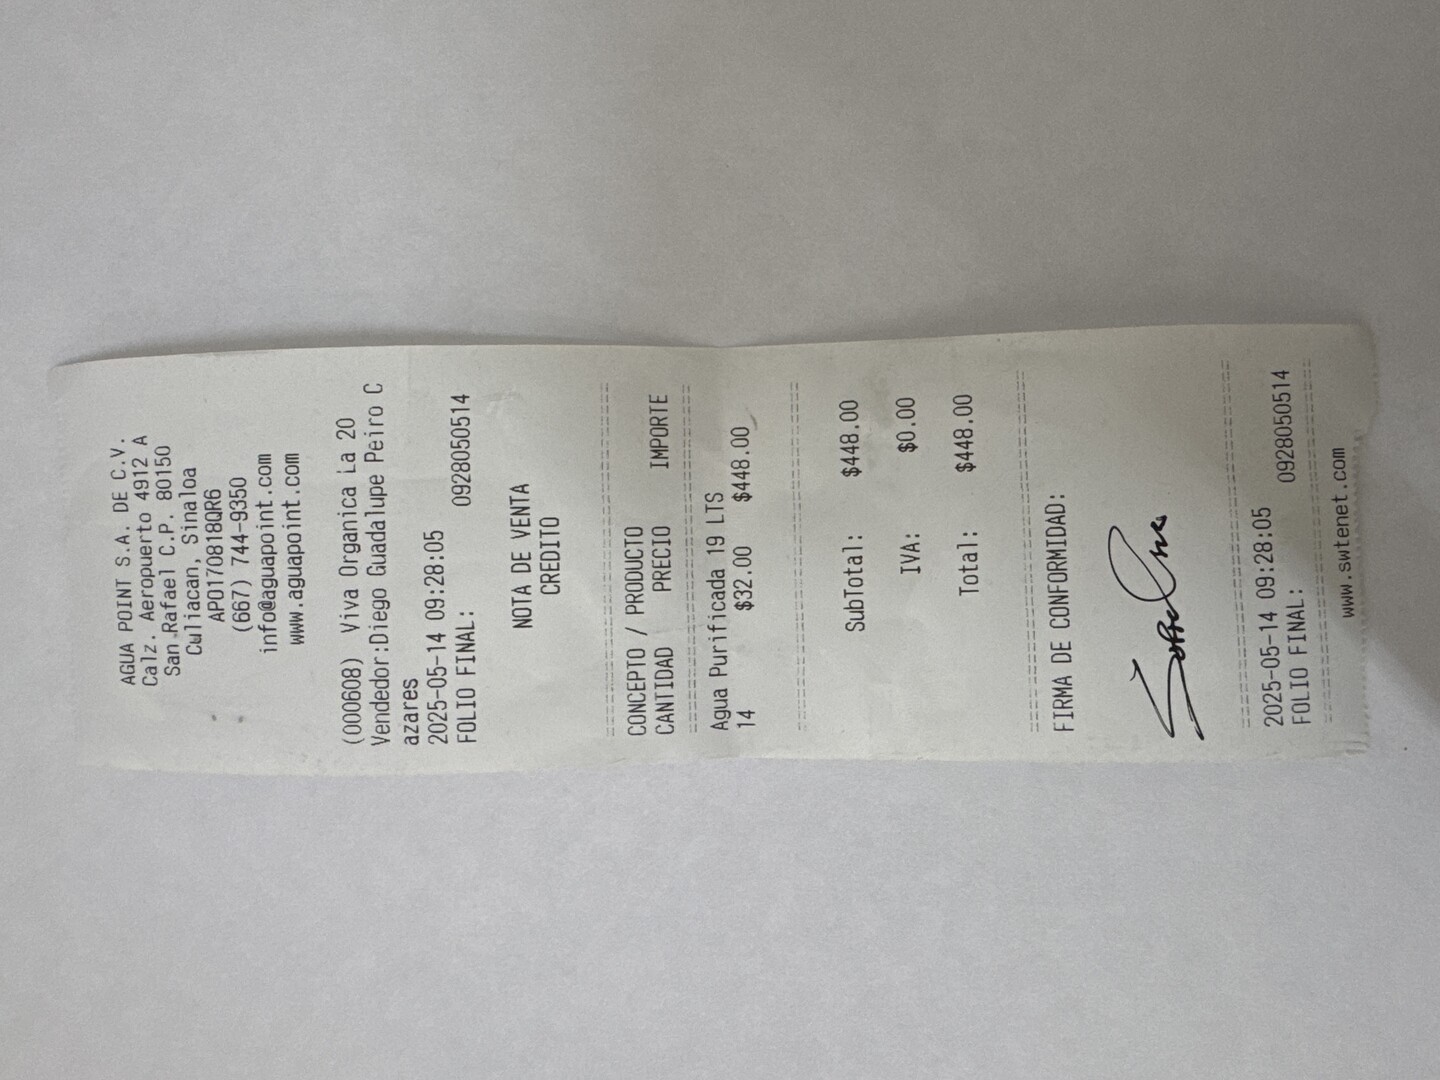 AGUA POINT S.A. DE C.V.
Calz. Aeropuerto 4912 A
San Rafael C.P. 80150
Culiacan, Sinaloa
APO170818QR6
(667) 744-9350
info@aguapoint.com
www.aguapoint.com
(000608) Viva Organica La 20
Vendedor:Diego Guadalupe Peiro C
azares
2025-05-14 09:28:05
FOLIO FINAL: 0928050514
NOTA DE VENTA
CREDITO
CONCEPTO / PRODUCTO
CANTIDAD PRECIO IMPORTE
Agua Purificada 19 LTS
14 $32.00 $448.00
SubTotal: $448.00
IVA: $0.00
Total: $448.00
FIRMA DE CONFORMIDAD:
2025-05-14 09:28:05
FOLIO FINAL: 0928050514
www.swtenet.com